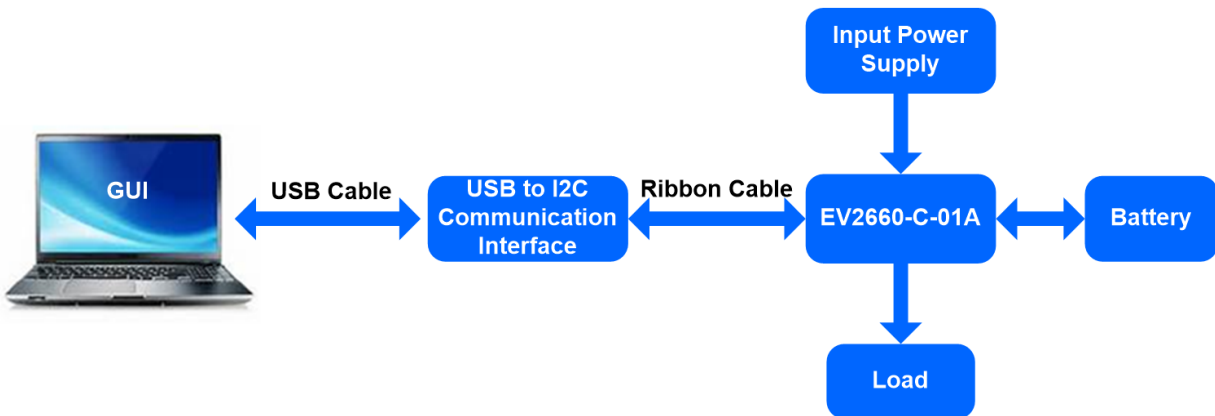 Input Power
Supply
GUI
USB Cable
USB to I2C
Communication
Interface
Ribbon Cable
EV2660-C-01A
Battery
Load